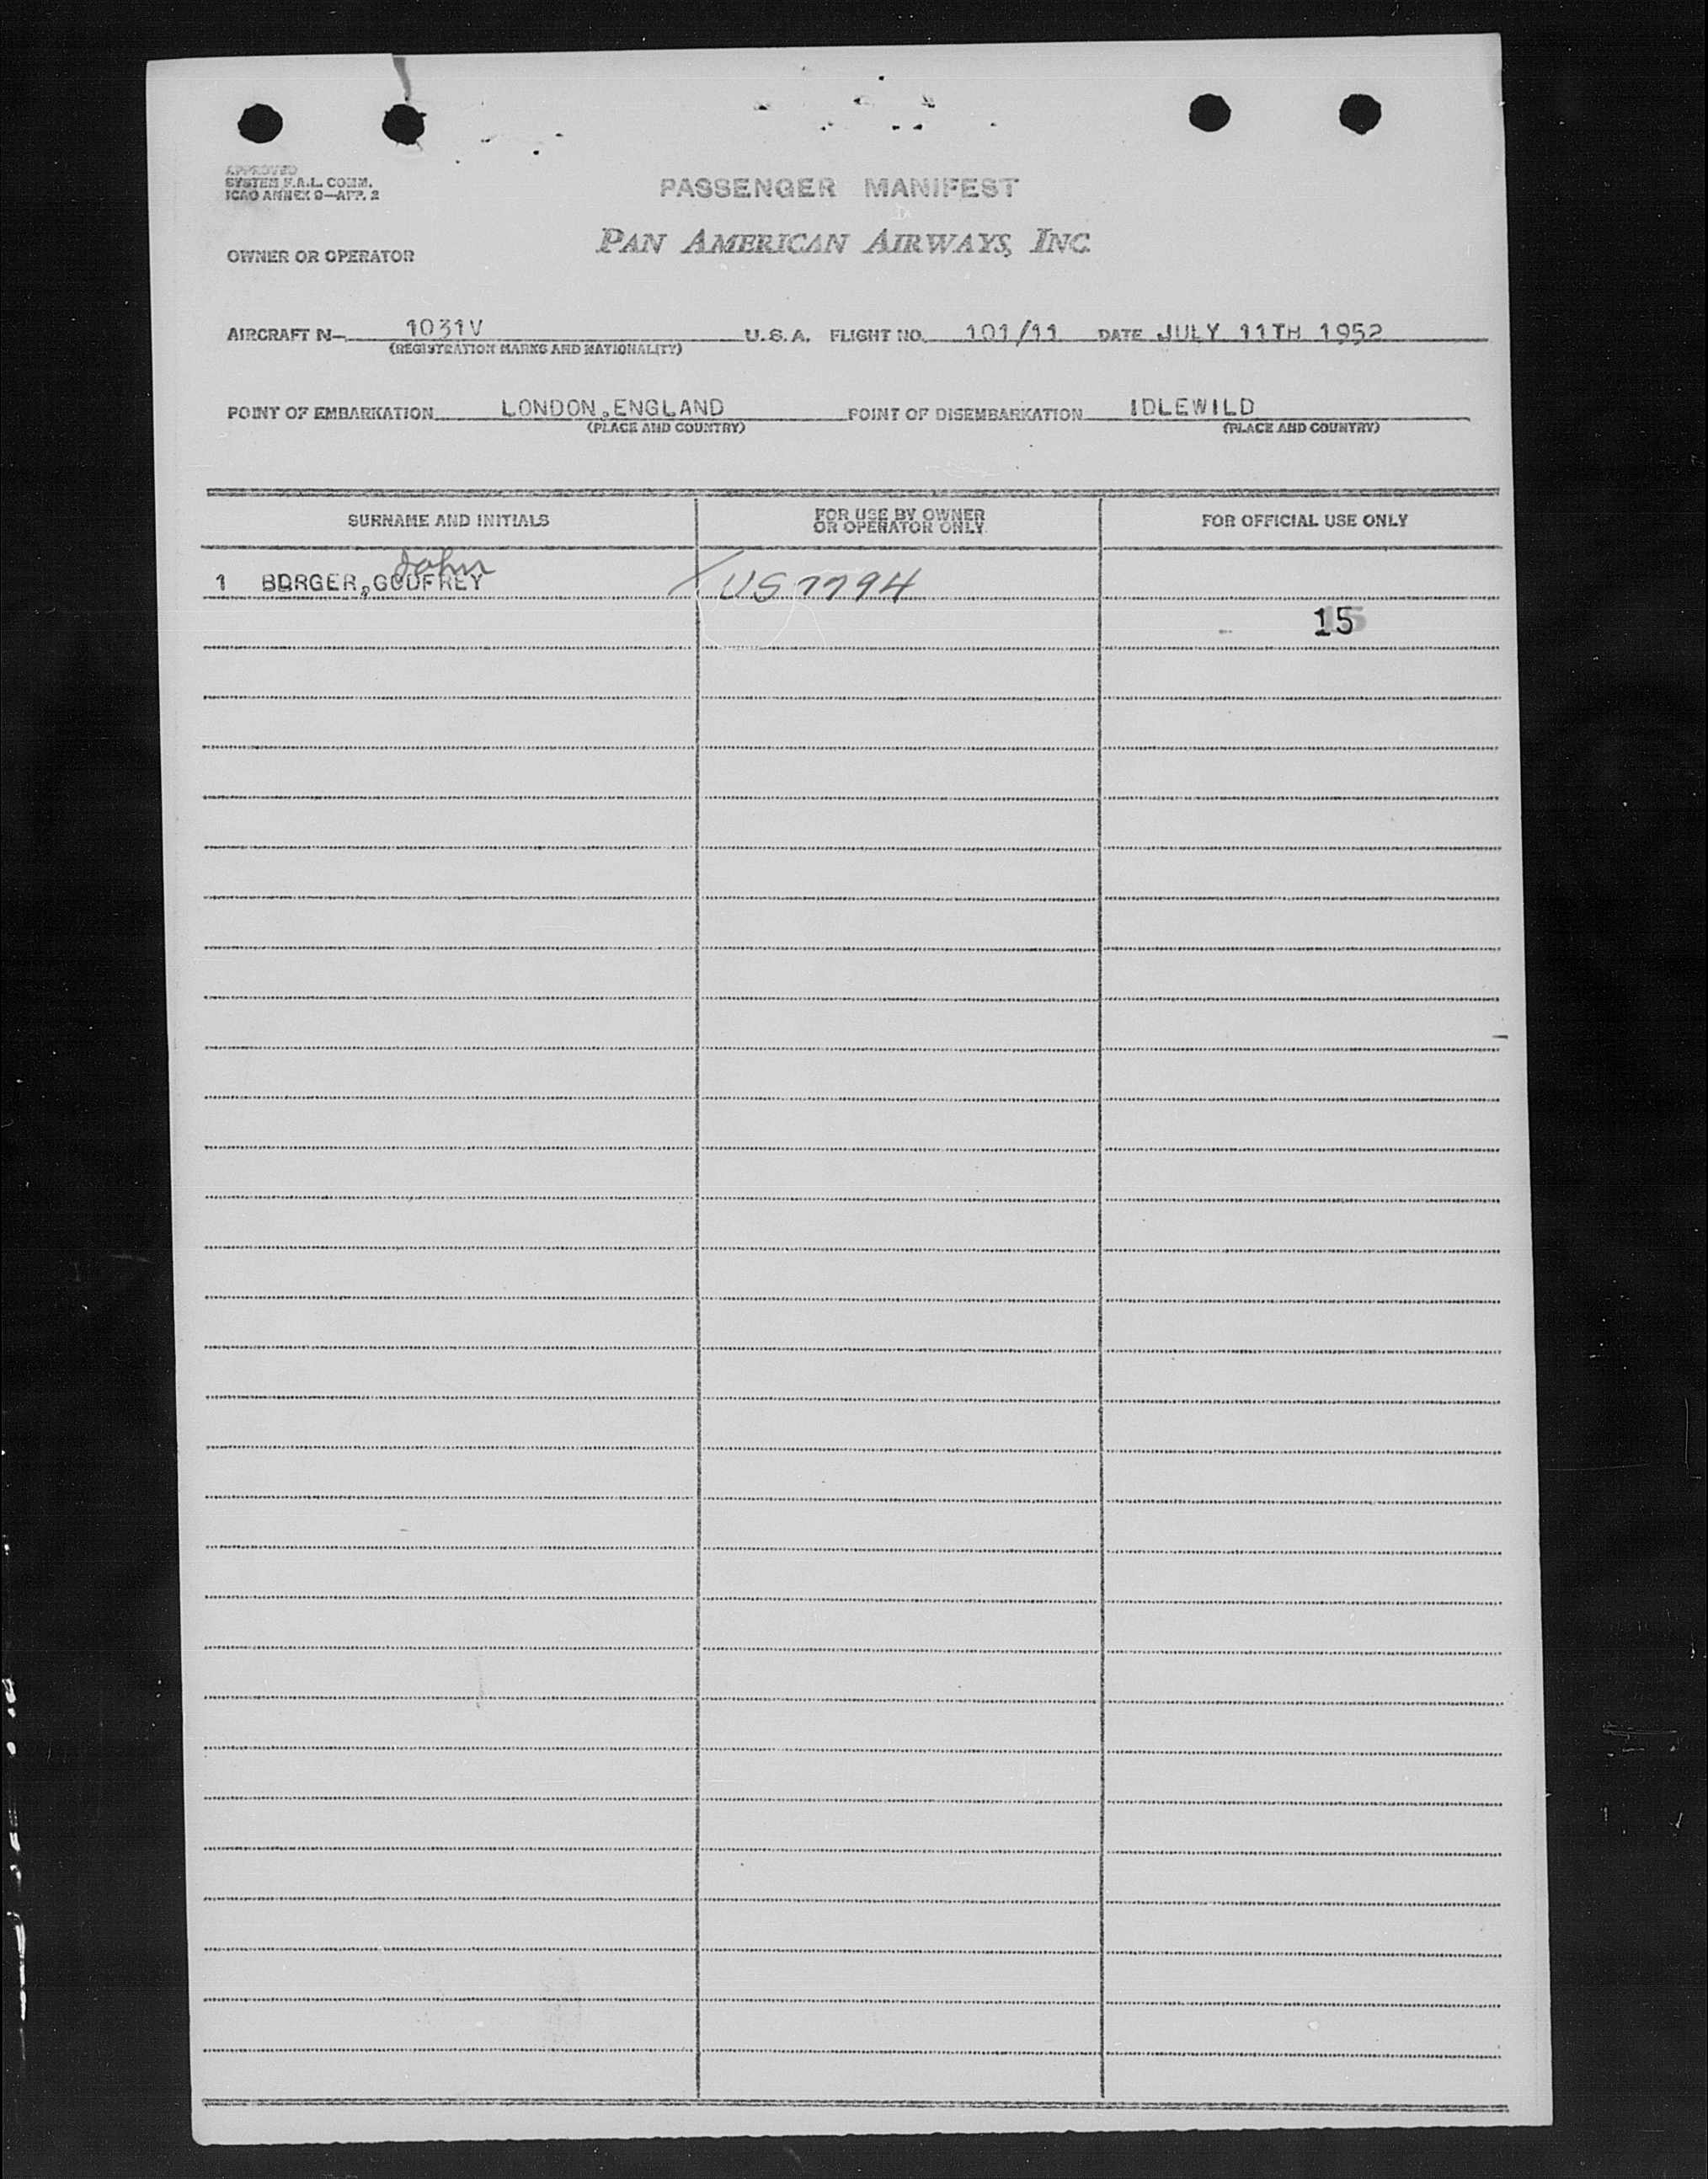 APPROVED
SYSTEM F.A.L. COMM.
ICAO ANNEX 9—APP. 2
PASSENGER MANIFEST
OWNER OR OPERATOR
PAN AMERICAN AIRWAYS, INC.
AIRCRAFT N— 1031V U.S.A. FLIGHT NO. 101/11 DATE JULY 11TH 1952
(REGISTRATION MARKS AND NATIONALITY)
POINT OF EMBARKATION LONDON,ENGLAND POINT OF DISEMBARKATION IDLEWILD
(PLACE AND COUNTRY) (PLACE AND COUNTRY)
SURNAME AND INITIALS FOR USE BY OWNER OR OPERATOR ONLY FOR OFFICIAL USE ONLY
John
1 BORGER,GODFREY US 7794
15